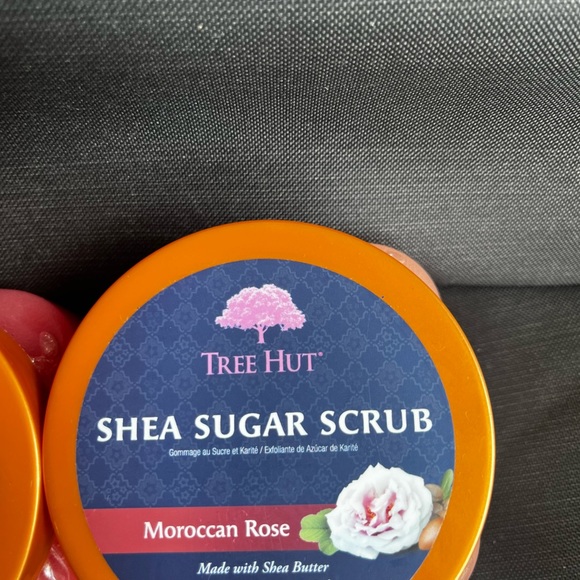 TREE HUT®
SHEA SUGAR SCRUB
Gommage au Sucre et Karité / Exfoliante de Azúcar de Karité
Moroccan Rose
Made with Shea Butter